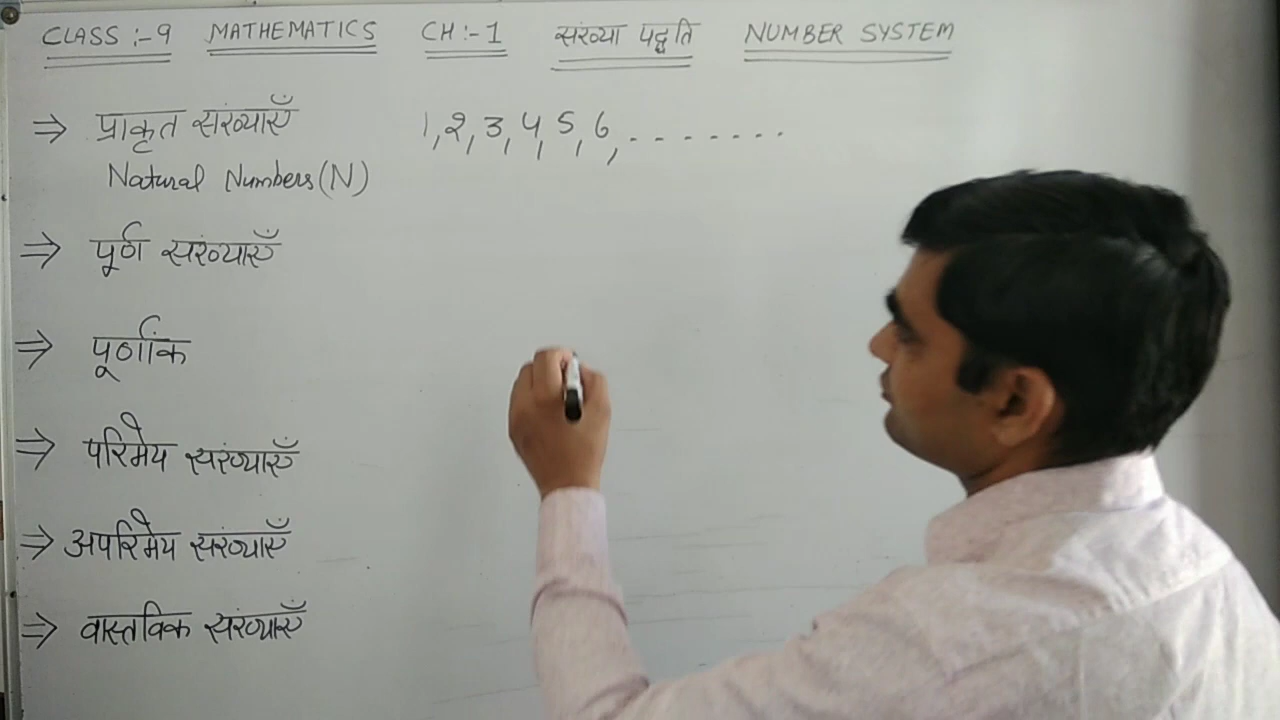 CLASS :- 9 MATHEMATICS CH :- 1 संख्या पद्धति NUMBER SYSTEM
⇒ प्राकृत संख्याएँ 1, 2, 3, 4, 5, 6, - - - - - - - -
Natural Numbers (N)
⇒ पूर्ण संख्याएँ
⇒ पूर्णांक
⇒ परिमेय संख्याएँ
⇒ अपरिमेय संख्याएँ
⇒ वास्तविक संख्याएँ